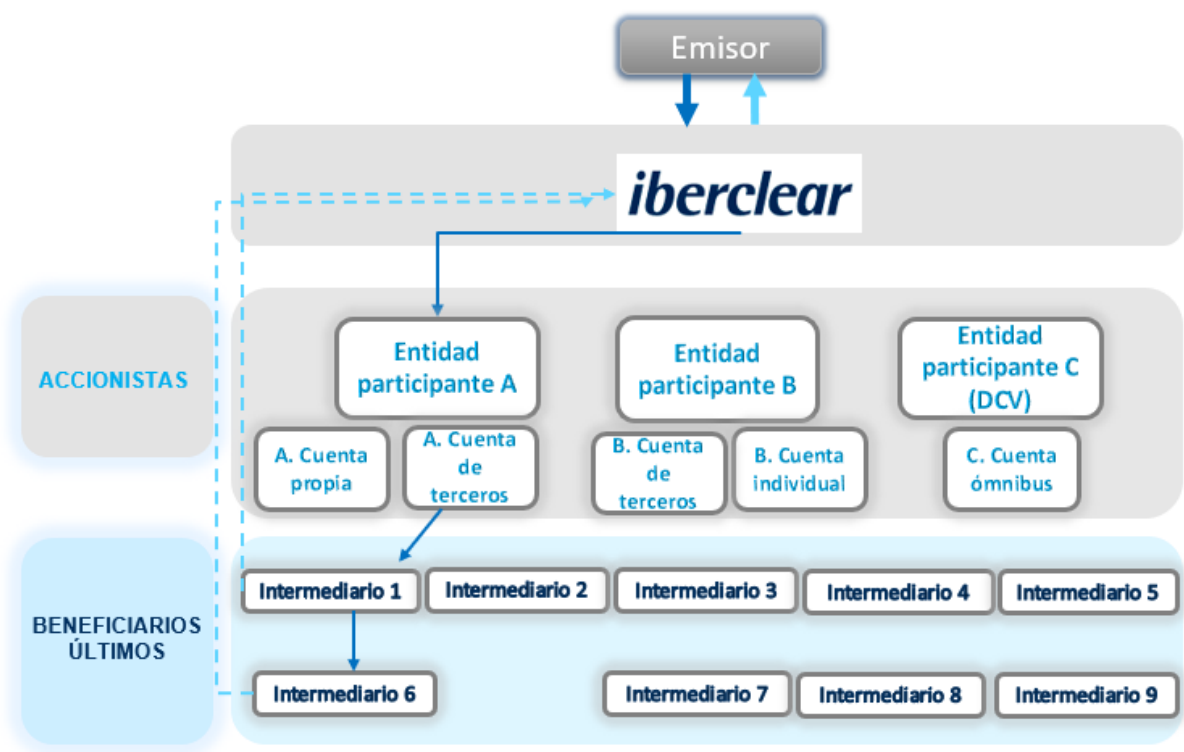 Emisor
iberclear
ACCIONISTAS
Entidad
participante A
Entidad
participante B
Entidad
participante C
(DCV)
A. Cuenta
propia
A. Cuenta
de
terceros
B. Cuenta
de
terceros
B. Cuenta
individual
C. Cuenta
ómnibus
BENEFICIARIOS
ÚLTIMOS
Intermediario 1
Intermediario 2
Intermediario 3
Intermediario 4
Intermediario 5
Intermediario 6
Intermediario 7
Intermediario 8
Intermediario 9